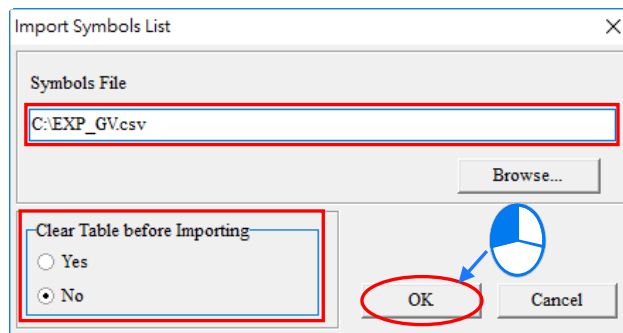 Import Symbols List
Symbols File
C:\EXP_GV.csv
Browse...
Clear Table before Importing
Yes
No
OK
Cancel